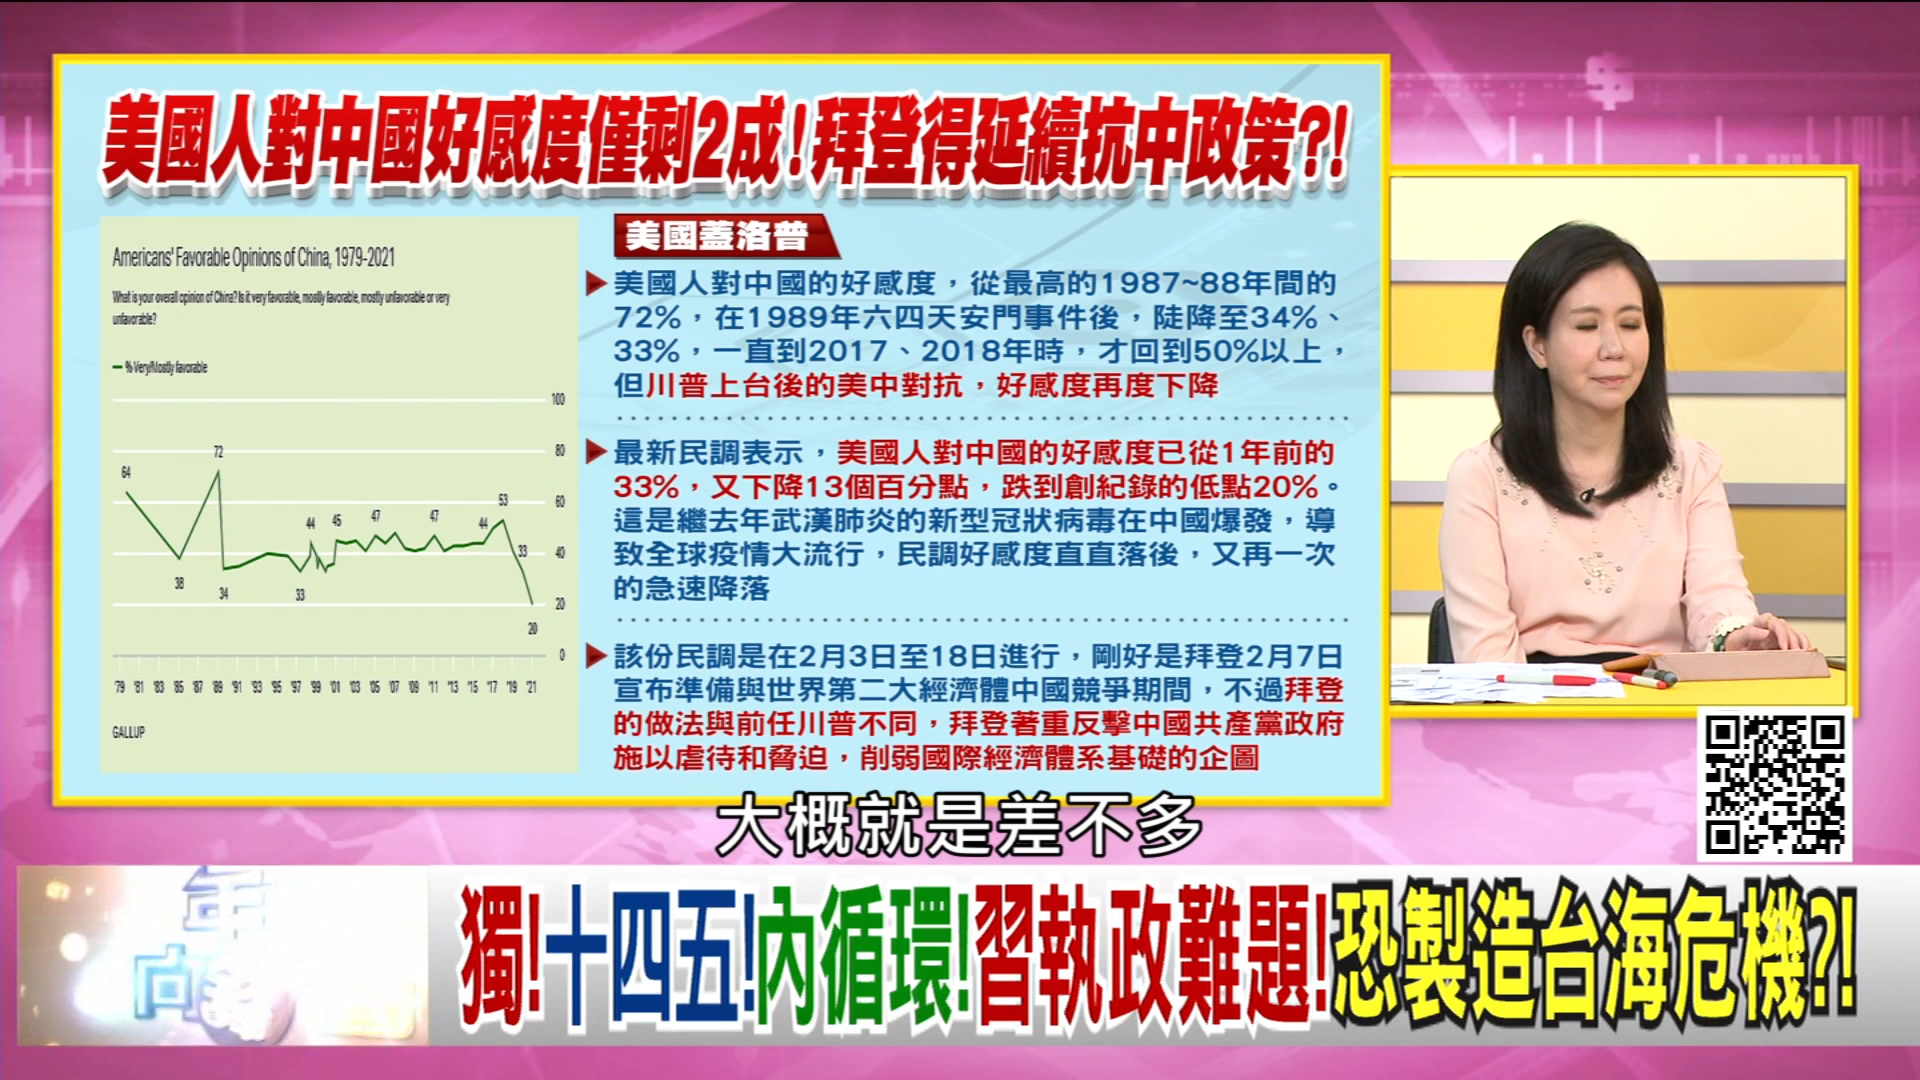 美國人對中國好感度僅剩2成!拜登得延續抗中政策?!
Americans' Favorable Opinions of China, 1979-2021
What is your overall opinion of China? Is it very favorable, mostly favorable, mostly unfavorable or very
unfavorable?
% Very/Mostly favorable
100
80
60
40
20
0
64
38
72
34
33
44
45
47
47
44
53
33
20
'79 '81 '83 '85 '87 '89 '91 '93 '95 '97 '99 '01 '03 '05 '07 '09 '11 '13 '15 '17 '19 '21
GALLUP
美國蓋洛普
美國人對中國的好感度，從最高的1987~88年間的
72%，在1989年六四天安門事件後，陡降至34%、
33%，一直到2017、2018年時，才回到50%以上，
但川普上台後的美中對抗，好感度再度下降
最新民調表示，美國人對中國的好感度已從1年前的
33%，又下降13個百分點，跌到創紀錄的低點20%。
這是繼去年武漢肺炎的新型冠狀病毒在中國爆發，導
致全球疫情大流行，民調好感度直直落後，又再一次
的急速降落
該份民調是在2月3日至18日進行，剛好是拜登2月7日
宣布準備與世界第二大經濟體中國競爭期間，不過拜登
的做法與前任川普不同，拜登著重反擊中國共產黨政府
施以虐待和脅迫，削弱國際經濟體系基礎的企圖
大概就是差不多
獨!十四五!內循環!習執政難題!恐製造台海危機?!